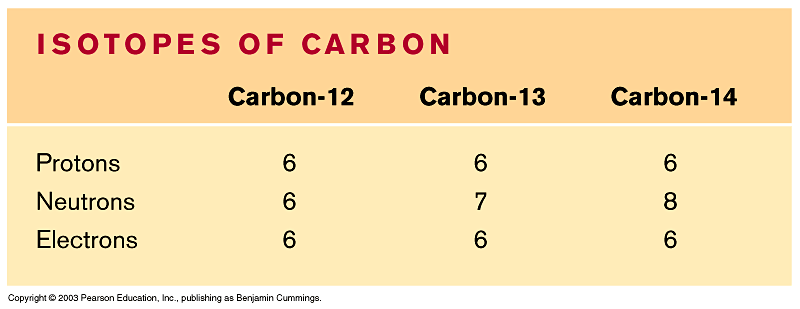 ISOTOPES OF CARBON
Carbon-12 Carbon-13 Carbon-14
Protons 6 6 6
Neutrons 6 7 8
Electrons 6 6 6
Copyright © 2003 Pearson Education, Inc., publishing as Benjamin Cummings.